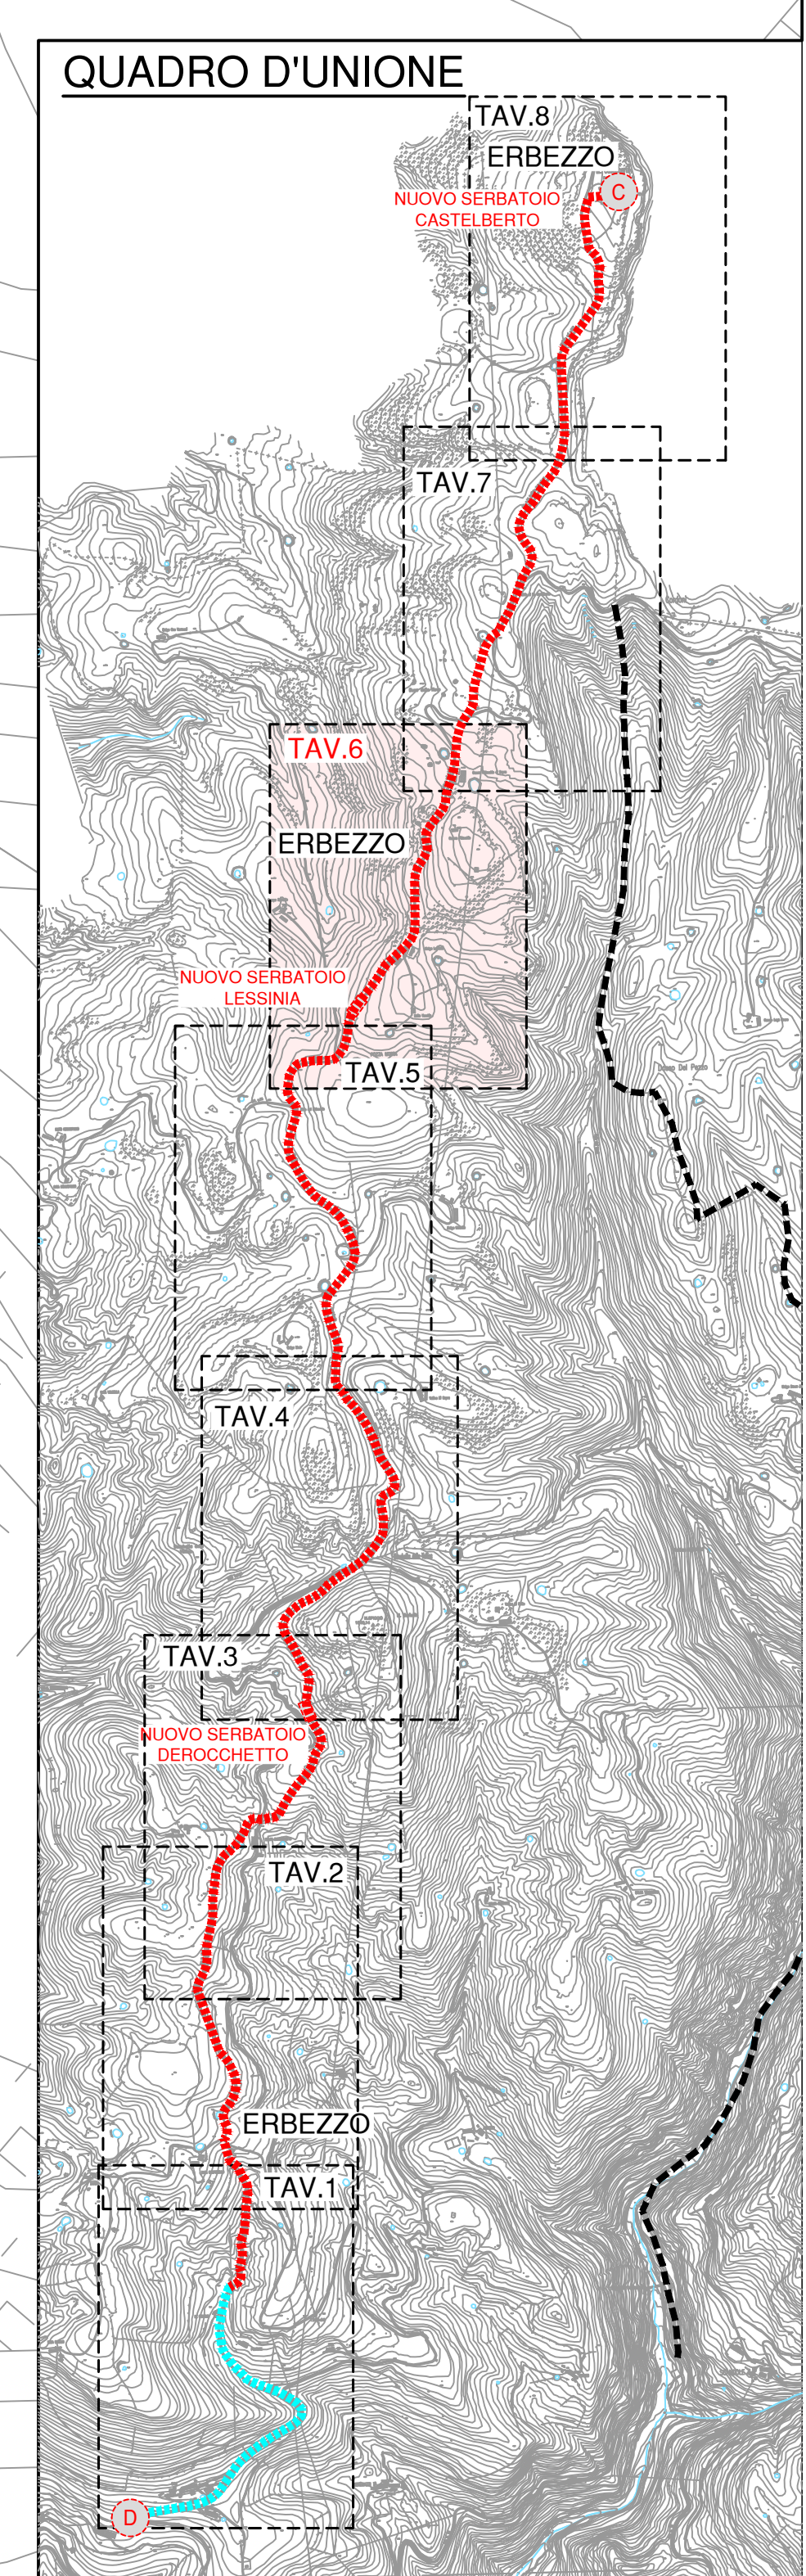 QUADRO D'UNIONE
TAV.8
ERBEZZO
C
NUOVO SERBATOIO
CASTELBERTO
TAV.7
TAV.6
ERBEZZO
NUOVO SERBATOIO
LESSINIA
TAV.5
TAV.4
TAV.3
NUOVO SERBATOIO
DEROCCHETTO
TAV.2
ERBEZZO
TAV.1
D